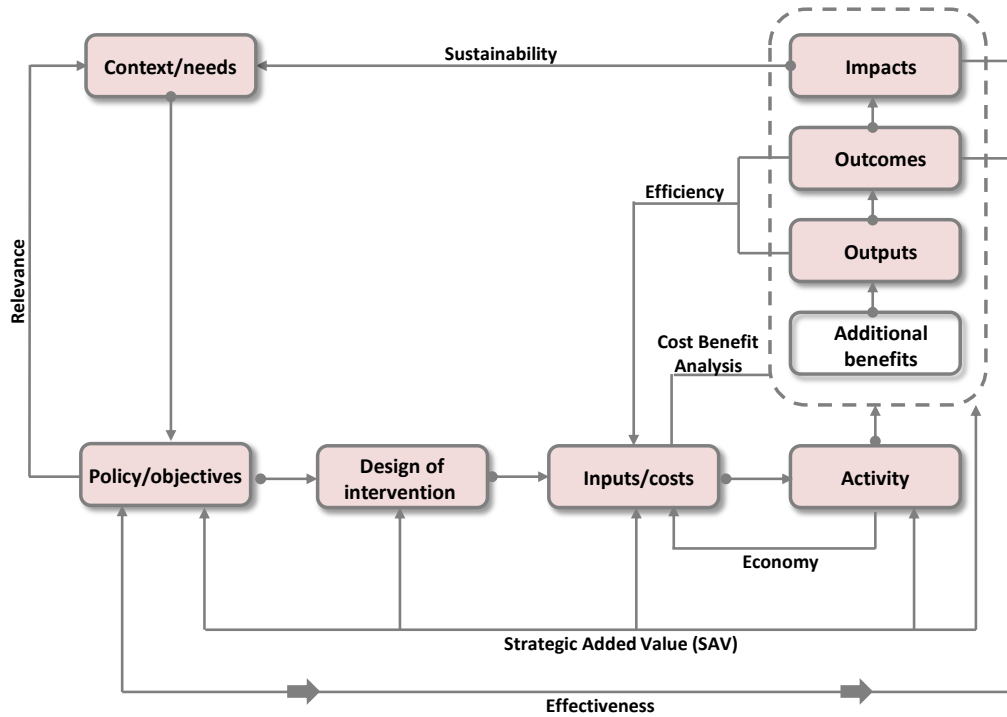 Sustainability
Context/needs
Impacts
Outcomes
Efficiency
Outputs
Relevance
Cost Benefit
Analysis
Additional
benefits
Policy/objectives
Design of
intervention
Inputs/costs
Activity
Economy
Strategic Added Value (SAV)
Effectiveness